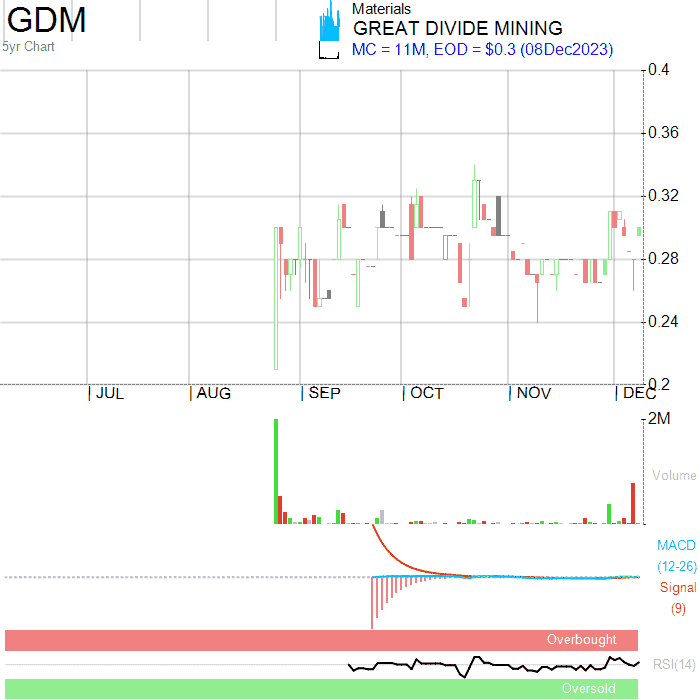 GDM
5yr Chart
Materials
GREAT DIVIDE MINING
MC = 11M, EOD = $0.3 (08Dec2023)
0.4
0.36
0.32
0.28
0.24
0.2
JUL AUG SEP OCT NOV DEC
2M
Volume
MACD
(12-26)
Signal
(9)
Overbought
RSI(14)
Oversold